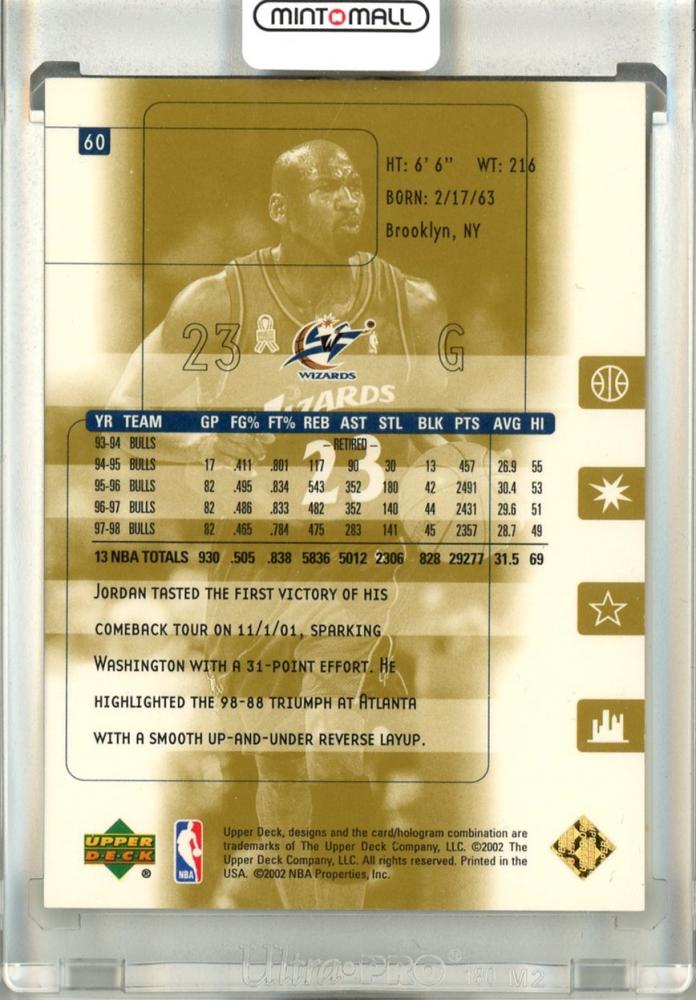 MINTOMALL
60
HT: 6' 6" WT: 216
BORN: 2/17/63
Brooklyn, NY
23 G
WIZARDS
WIZARDS
23
YR TEAM GP FG% FT% REB AST STL BLK PTS AVG HI
93-94 BULLS – RETIRED –
94-95 BULLS 17 .411 .801 117 90 30 13 457 26.9 55
95-96 BULLS 82 .495 .834 543 352 180 42 2491 30.4 53
96-97 BULLS 82 .486 .833 482 352 140 44 2431 29.6 51
97-98 BULLS 82 .465 .784 475 283 141 45 2357 28.7 49
13 NBA TOTALS 930 .505 .838 5836 5012 2306 828 29277 31.5 69
JORDAN TASTED THE FIRST VICTORY OF HIS
COMEBACK TOUR ON 11/1/01, SPARKING
WASHINGTON WITH A 31-POINT EFFORT. HE
HIGHLIGHTED THE 98-88 TRIUMPH AT ATLANTA
WITH A SMOOTH UP-AND-UNDER REVERSE LAYUP.
UPPER
DECK ®
NBA
Upper Deck, designs and the card/hologram combination are
trademarks of The Upper Deck Company, LLC. ©2002 The
Upper Deck Company, LLC. All rights reserved. Printed in the
USA. ©2002 NBA Properties, Inc.
Ultra PRO® 180 M2